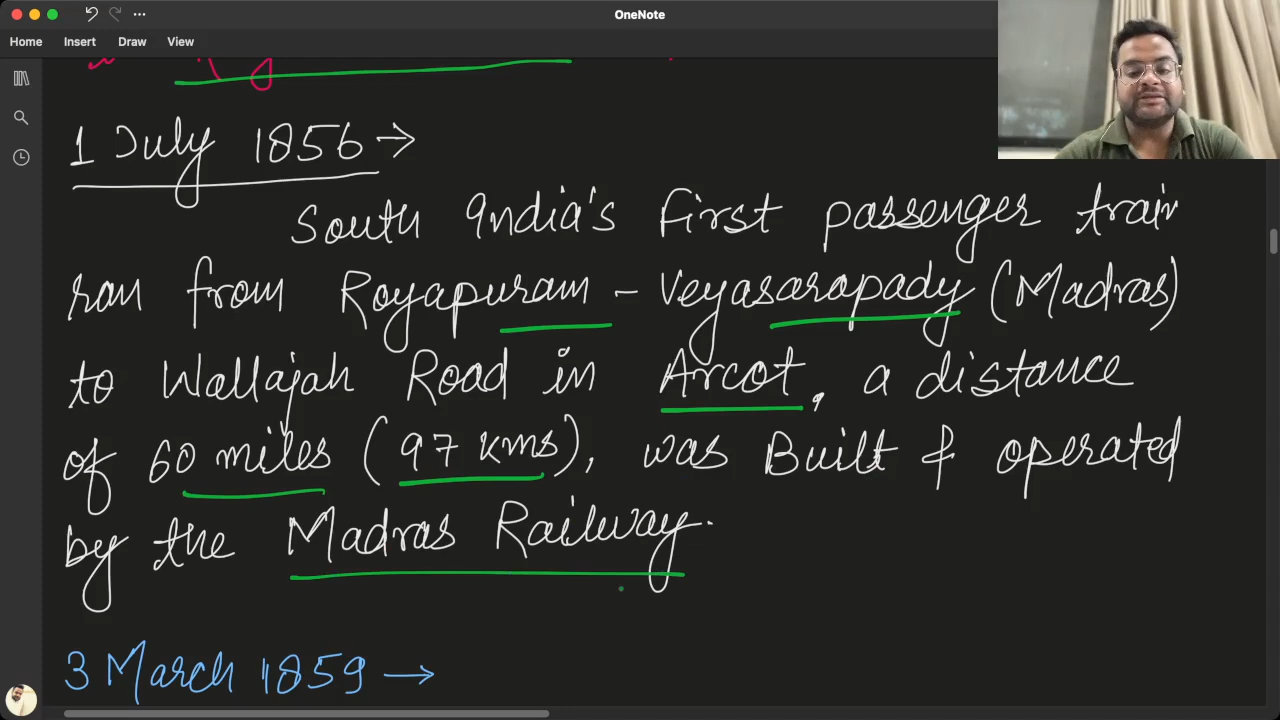 OneNote
Home Insert Draw View
1 July 1856 →
South India's First passenger train
ran from Royapuram - Veyasarapady (Madras)
to Wallajah Road in Arcot, a distance
of 60 miles (97 kms), was Built & operated
by the Madras Railway.
3 March 1859 →